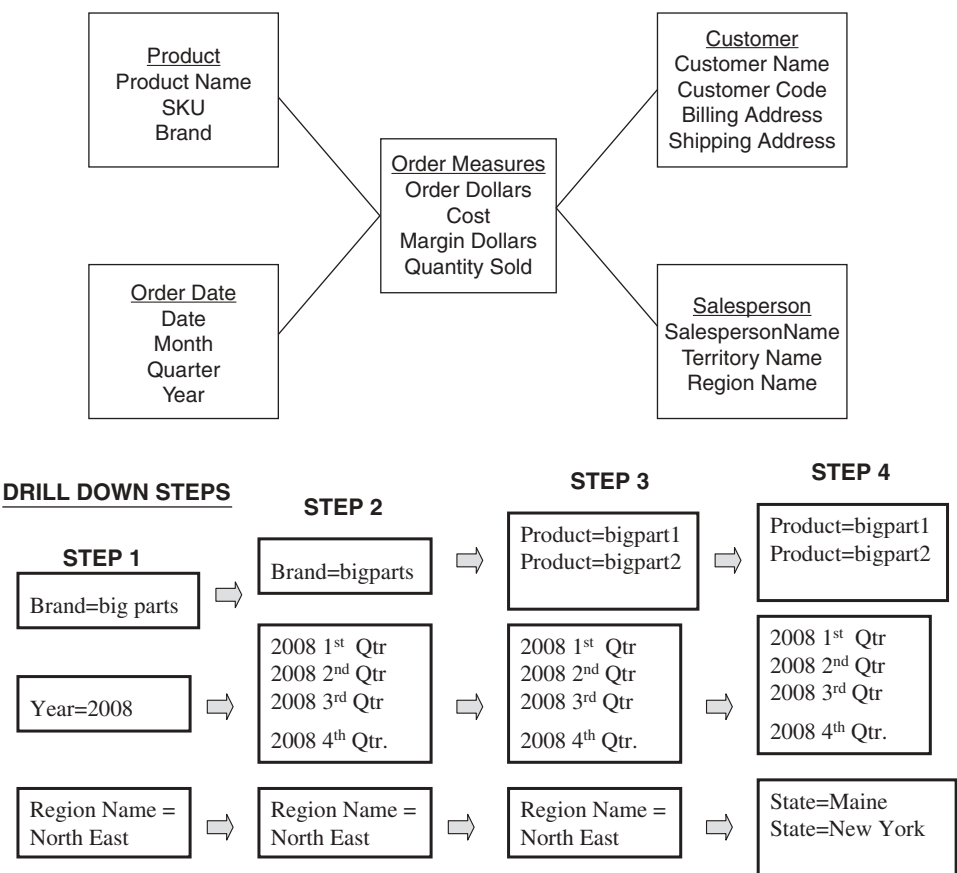 Product
Product Name
SKU
Brand
Customer
Customer Name
Customer Code
Billing Address
Shipping Address
Order Measures
Order Dollars
Cost
Margin Dollars
Quantity Sold
Order Date
Date
Month
Quarter
Year
Salesperson
SalespersonName
Territory Name
Region Name
DRILL DOWN STEPS
STEP 1
Brand=big parts
Year=2008
Region Name =
North East
STEP 2
Brand=bigparts
2008 1st Qtr
2008 2nd Qtr
2008 3rd Qtr
2008 4th Qtr.
Region Name =
North East
STEP 3
Product=bigpart1
Product=bigpart2
2008 1st Qtr
2008 2nd Qtr
2008 3rd Qtr
2008 4th Qtr.
Region Name =
North East
STEP 4
Product=bigpart1
Product=bigpart2
2008 1st Qtr
2008 2nd Qtr
2008 3rd Qtr
2008 4th Qtr.
State=Maine
State=New York